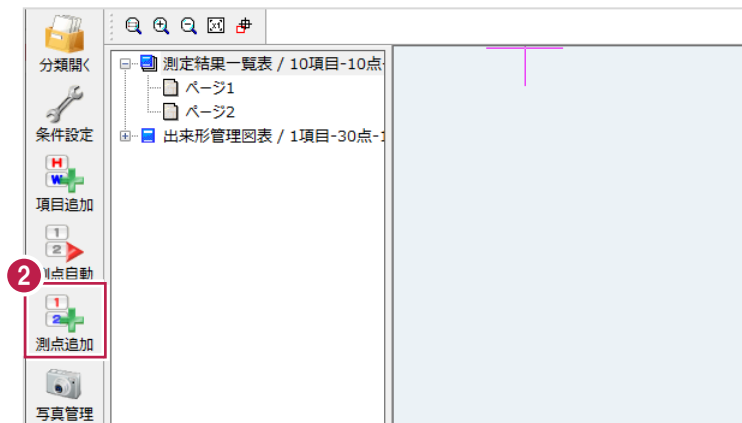 分類開く
条件設定
H
W
項目追加
1
2
測点自動
2
1
2
測点追加
写真管理
x1
測定結果一覧表 / 10項目-10点-
ページ1
ページ2
出来形管理図表 / 1項目-30点-1